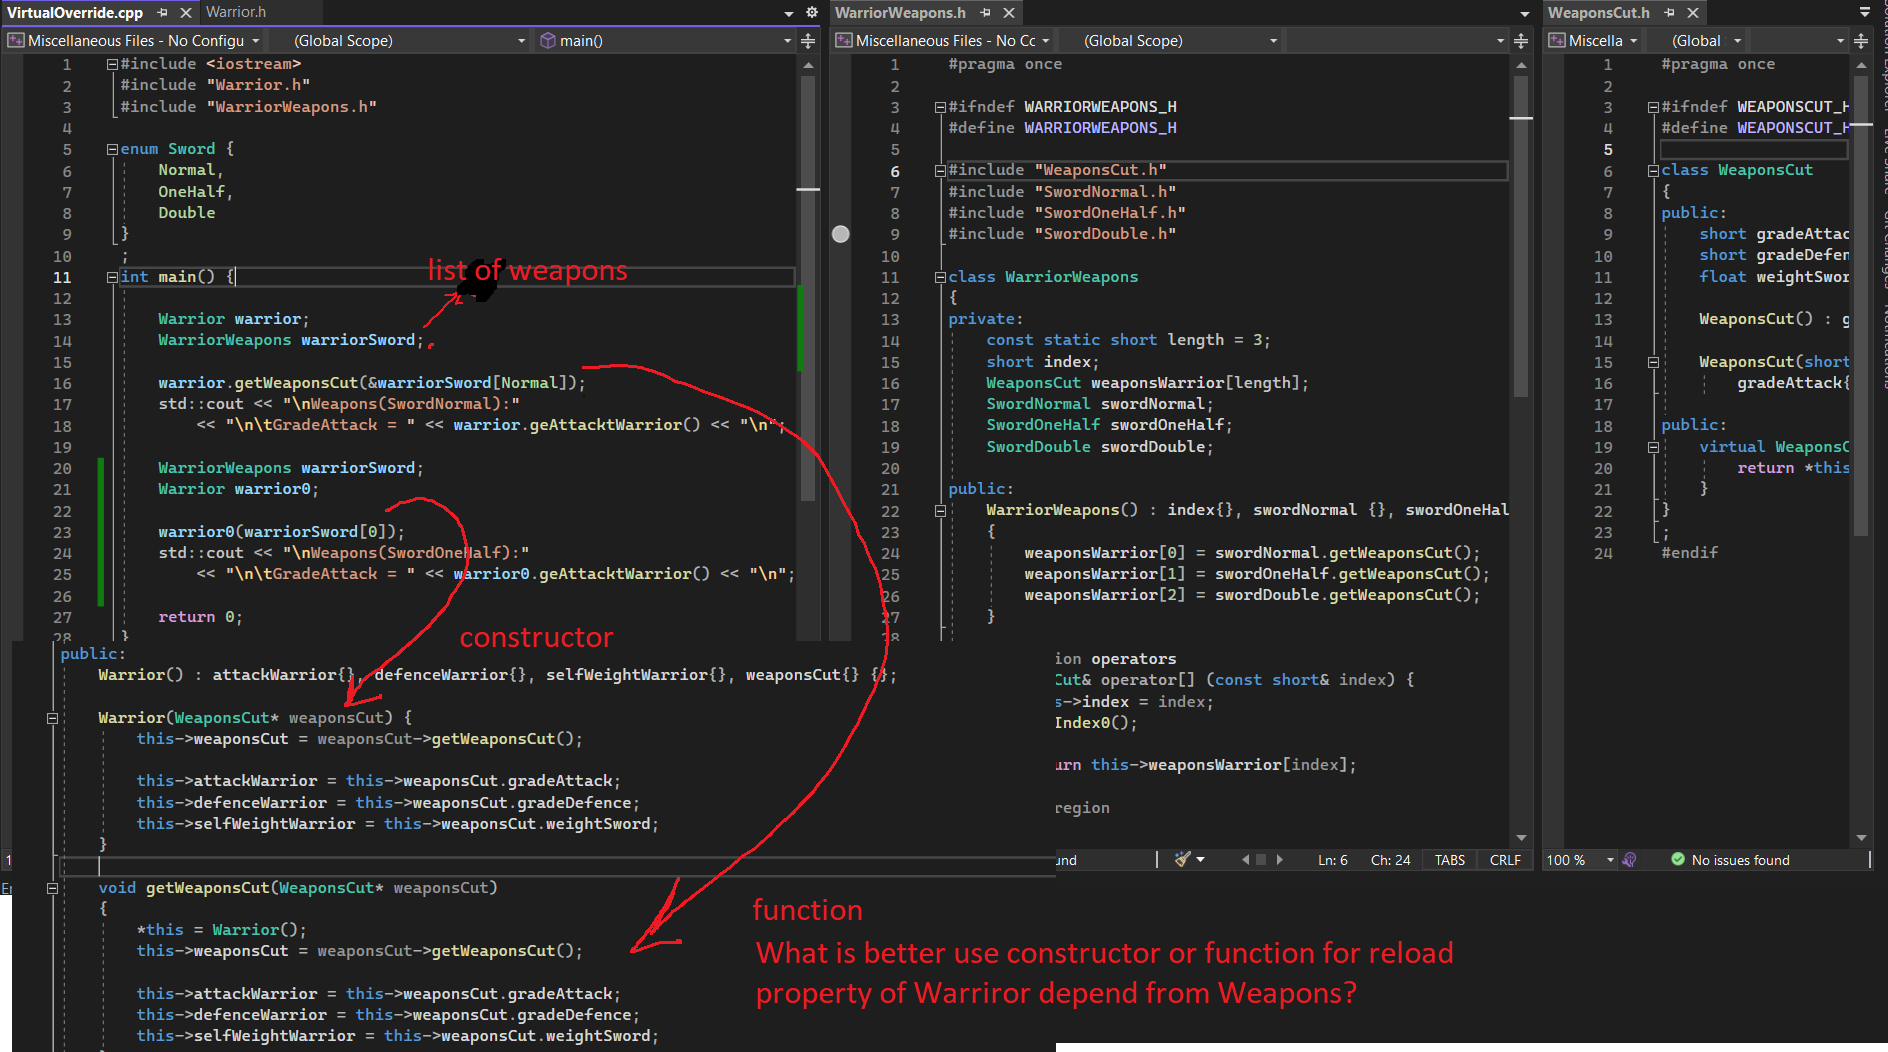 VirtualOverride.cpp Warrior.h
Miscellaneous Files - No Configu (Global Scope) main()
1 #include <iostream>
2 #include "Warrior.h"
3 #include "WarriorWeapons.h"
4
5 enum Sword {
6 Normal,
7 OneHalf,
8 Double
9 }
10 ;
11 int main() {
12
13 Warrior warrior;
14 WarriorWeapons warriorSword;
15
16 warrior.getWeaponsCut(&warriorSword[Normal]);
17 std::cout << "\nWeapons(SwordNormal):"
18 << "\n\tGradeAttack = " << warrior.geAttacktWarrior() << "\n";
19
20 WarriorWeapons warriorSword;
21 Warrior warrior0;
22
23 warrior0(warriorSword[0]);
24 std::cout << "\nWeapons(SwordOneHalf):"
25 << "\n\tGradeAttack = " << warrior0.geAttacktWarrior() << "\n";
26
27 return 0;
28 }
list of weapons
constructor
public:
Warrior() : attackWarrior{}, defenceWarrior{}, selfWeightWarrior{}, weaponsCut{} {};
Warrior(WeaponsCut* weaponsCut) {
this->weaponsCut = weaponsCut->getWeaponsCut();
this->attackWarrior = this->weaponsCut.gradeAttack;
this->defenceWarrior = this->weaponsCut.gradeDefence;
this->selfWeightWarrior = this->weaponsCut.weightSword;
}
void getWeaponsCut(WeaponsCut* weaponsCut)
{
*this = Warrior();
this->weaponsCut = weaponsCut->getWeaponsCut();
this->attackWarrior = this->weaponsCut.gradeAttack;
this->defenceWarrior = this->weaponsCut.gradeDefence;
this->selfWeightWarrior = this->weaponsCut.weightSword;
WarriorWeapons.h
Miscellaneous Files - No Cc (Global Scope)
1 #pragma once
2
3 #ifndef WARRIORWEAPONS_H
4 #define WARRIORWEAPONS_H
5
6 #include "WeaponsCut.h"
7 #include "SwordNormal.h"
8 #include "SwordOneHalf.h"
9 #include "SwordDouble.h"
10
11 class WarriorWeapons
12 {
13 private:
14 const static short length = 3;
15 short index;
16 WeaponsCut weaponsWarrior[length];
17 SwordNormal swordNormal;
18 SwordOneHalf swordOneHalf;
19 SwordDouble swordDouble;
20
21 public:
22 WarriorWeapons() : index{}, swordNormal {}, swordOneHal
23 {
24 weaponsWarrior[0] = swordNormal.getWeaponsCut();
25 weaponsWarrior[1] = swordOneHalf.getWeaponsCut();
26 weaponsWarrior[2] = swordDouble.getWeaponsCut();
27 }
28
ion operators
Cut& operator[] (const short& index) {
s->index = index;
Index0();
urn this->weaponsWarrior[index];
region
und Ln: 6 Ch: 24 TABS CRLF
WeaponsCut.h
Miscella (Global
1 #pragma once
2
3 #ifndef WEAPONSCUT_H
4 #define WEAPONSCUT_H
5
6 class WeaponsCut
7 {
8 public:
9 short gradeAttac
10 short gradeDefen
11 float weightSwor
12
13 WeaponsCut() : g
14
15 WeaponsCut(short
16 gradeAttack{
17
18 public:
19 virtual WeaponsC
20 return *this
21 }
22 }
23 ;
24 #endif
100 % No issues found
function
What is better use constructor or function for reload
property of Warriror depend from Weapons?